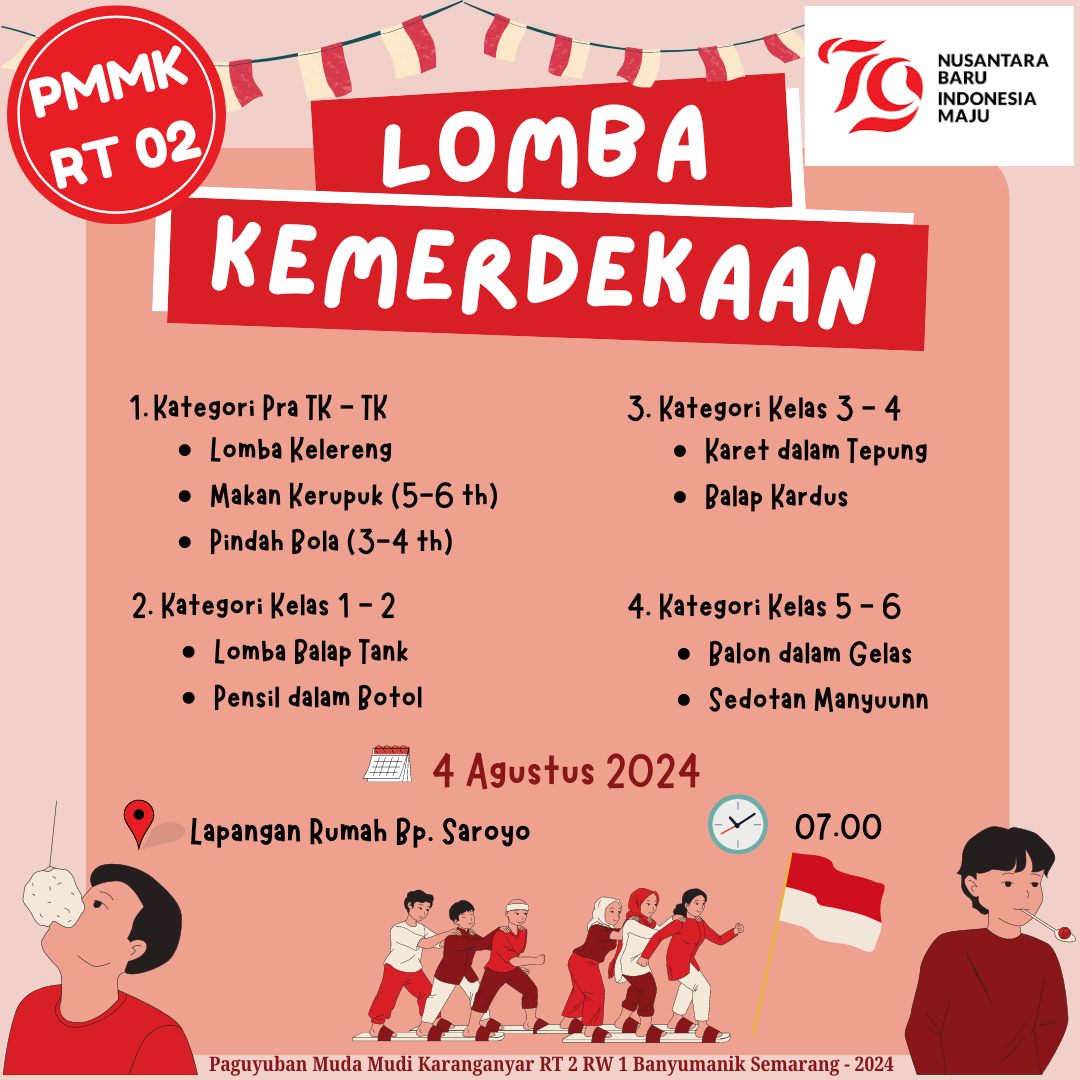 PMMK
RT 02
79
NUSANTARA
BARU
INDONESIA
MAJU
LOMBA
KEMERDEKAAN
1. Kategori Pra TK - TK
• Lomba Kelereng
• Makan Kerupuk (5-6 th)
• Pindah Bola (3-4 th)
2. Kategori Kelas 1 - 2
• Lomba Balap Tank
• Pensil dalam Botol
3. Kategori Kelas 3 - 4
• Karet dalam Tepung
• Balap Kardus
4. Kategori Kelas 5 - 6
• Balon dalam Gelas
• Sedotan Manyuunn
4 Agustus 2024
Lapangan Rumah Bp. Saroyo
07.00
Paguyuban Muda Mudi Karanganyar RT 2 RW 1 Banyumanik Semarang - 2024